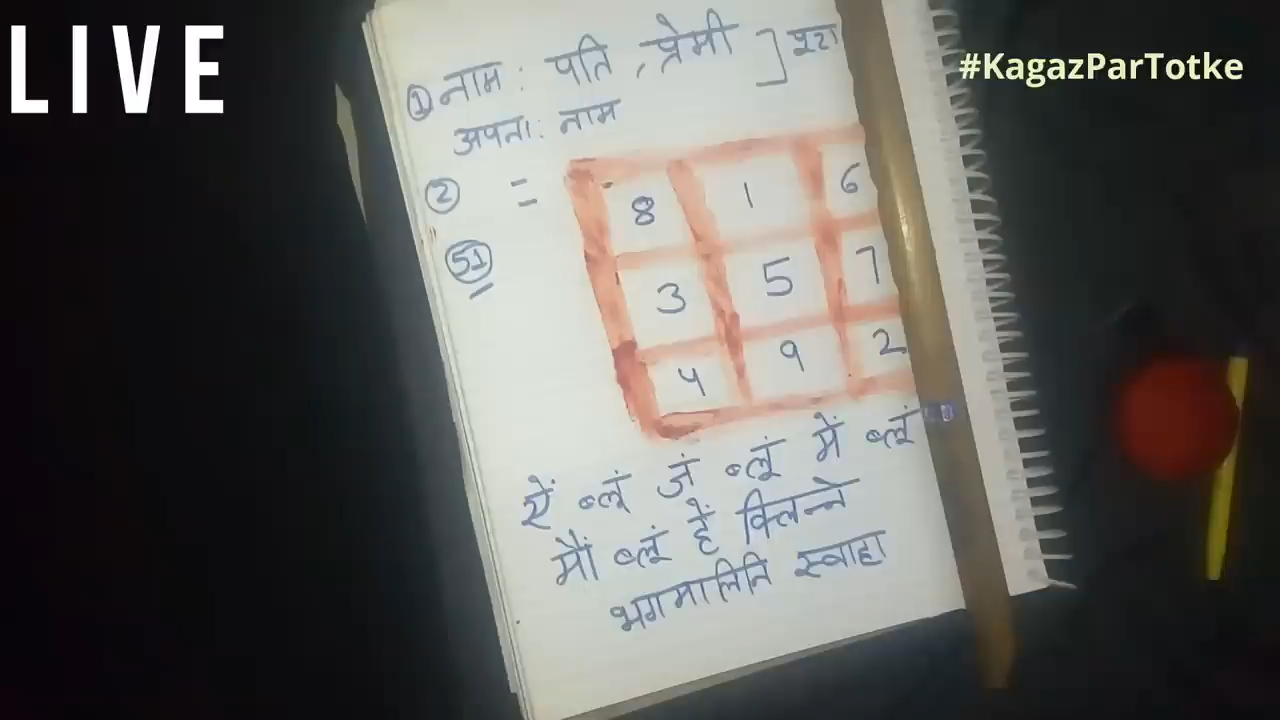 LIVE
#KagazParTotke
① नाम : पति , प्रेमी ]
अपना : नाम
② =
51
8 1 6
3 5 7
4 9 2
ऐं ब्लूं जं ब्लूं में ब्लूं
मौं ब्लूं हें क्लिन्ने
भगमालिनि स्वाहा